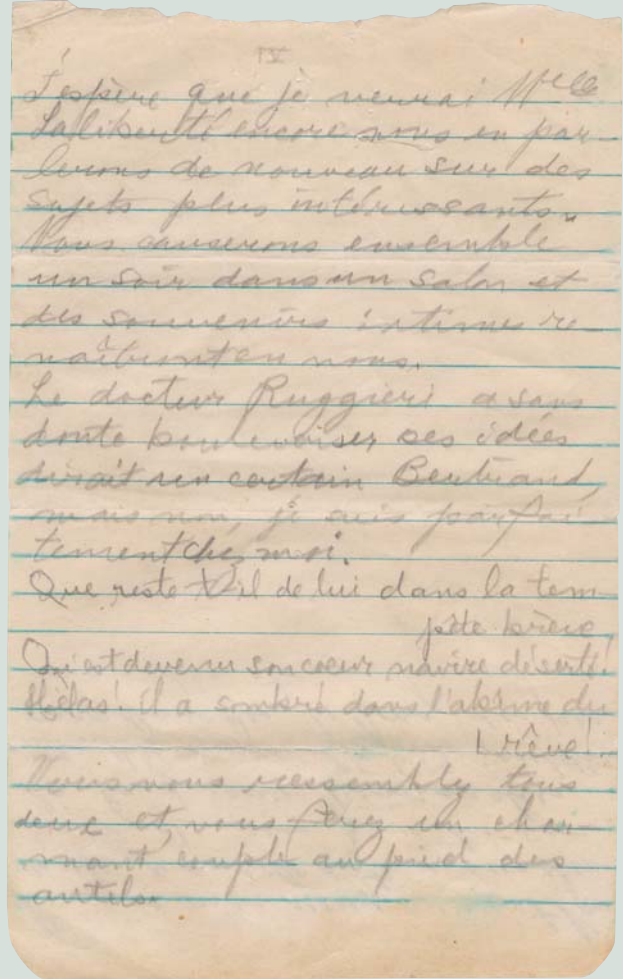 IV
J'espère que je verrai Mlle
Laliberté encore nous en par
lerons de nouveau sur des
sujets plus intéressants.
Nous causerons ensemble
un soir dans un salon et
des souvenirs intimes re-
naîtront en nous.
Le docteur Ruggieri a sans
doute bouleverser ses idées
dirait un certain Bertrand,
mais non, je suis parfai
tement chez moi.
Que reste t-il de lui dans la tem
pête brève,
Qu'est devenu son coeur navire déserté!
Hélas! il a sombré dans l'abîme du
rêve!..
Vous vous ressembly tous
deux et, vous ferez un char-
mant couple au pied des
autels.